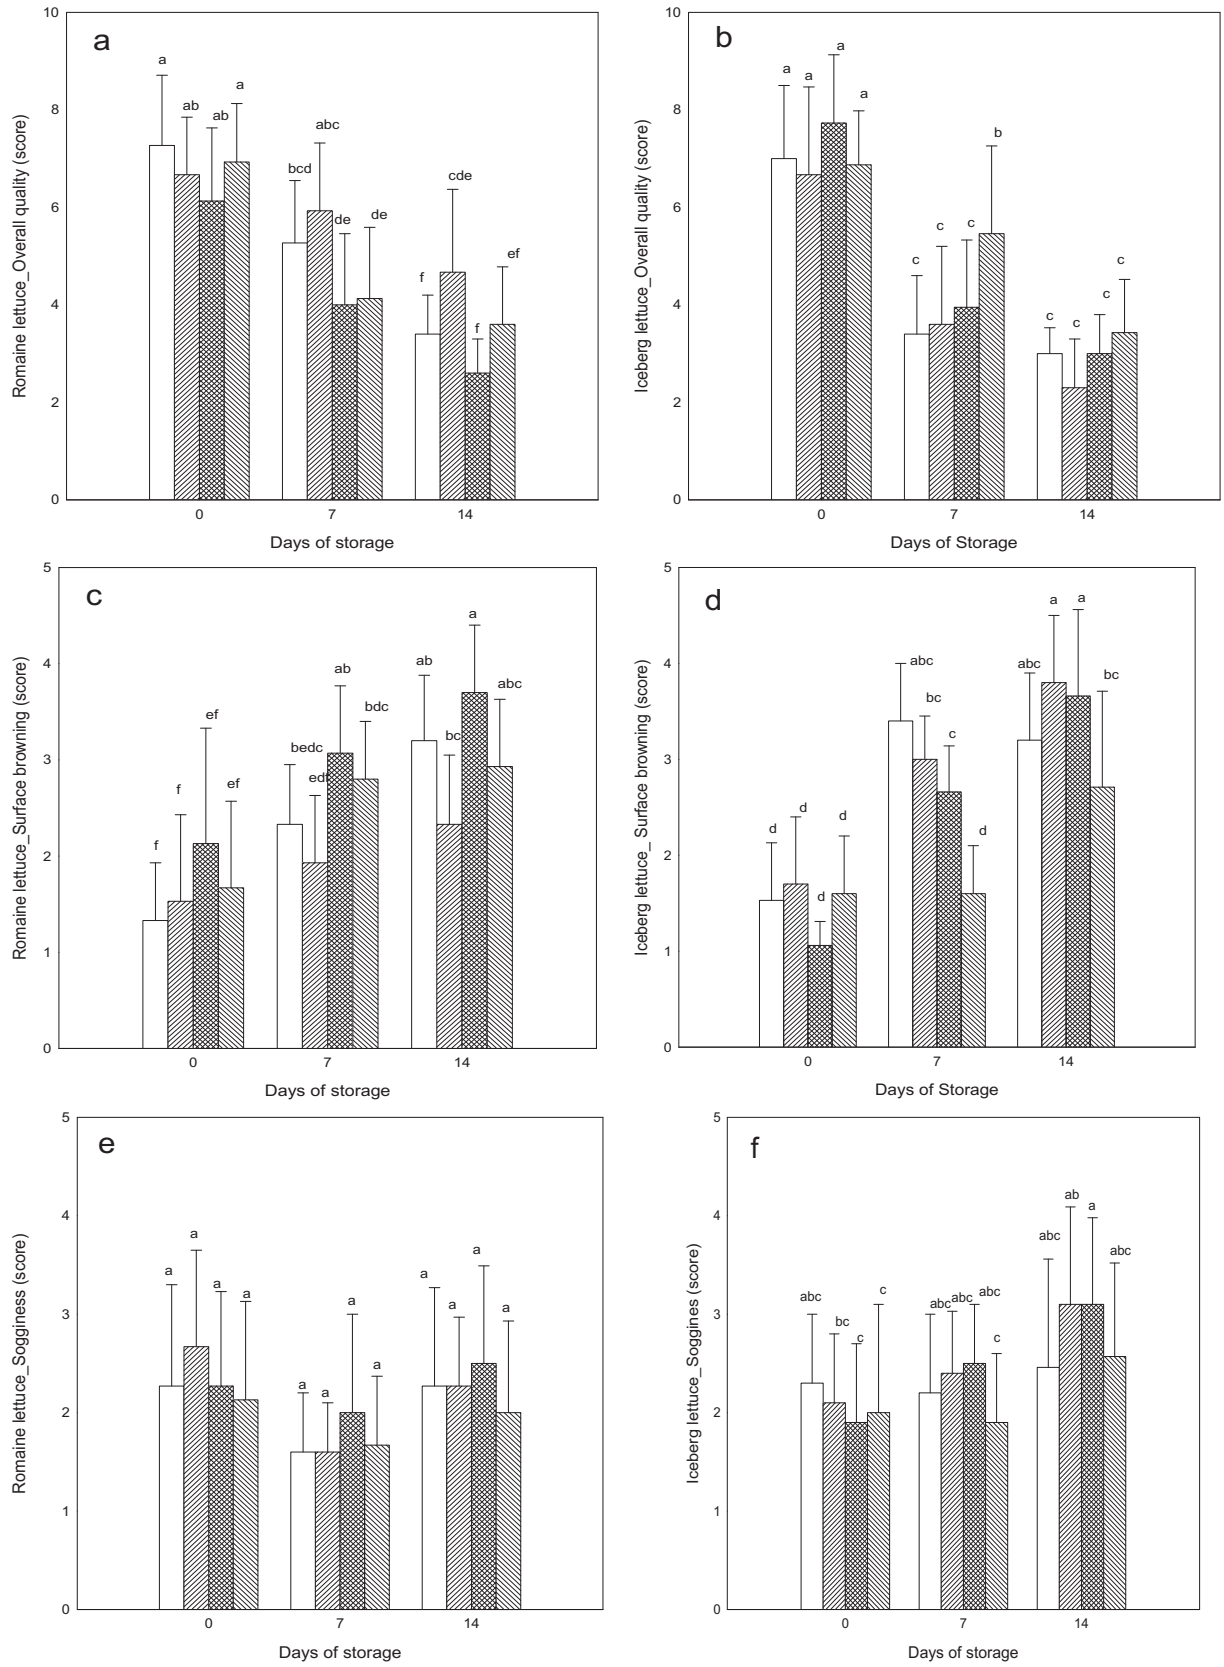 a
Romaine lettuce_Overall quality (score)
10
8
6
4
2
0
a
ab
ab
a
bcd
abc
de
de
f
cde
f
ef
0
7
14
Days of storage
b
Iceberg lettuce_Overall quality (score)
10
8
6
4
2
0
a
a
a
a
c
c
c
b
c
c
c
c
0
7
14
Days of Storage
c
Romaine lettuce_Surface browning (score)
5
4
3
2
1
0
f
f
ef
ef
bedc
edf
ab
bdc
ab
bc
a
abc
0
7
14
Days of storage
d
Iceberg lettuce_ Surface browning (score)
5
4
3
2
1
0
d
d
d
d
abc
bc
c
d
abc
a
a
bc
0
7
14
Days of Storage
e
Romaine lettuce_Sogginess (score)
5
4
3
2
1
0
a
a
a
a
a
a
a
a
a
a
a
a
0
7
14
Days of storage
f
Iceberg lettuce_ Soggines (score)
5
4
3
2
1
0
abc
bc
c
c
abc
abc
abc
c
abc
ab
a
abc
0
7
14
Days of storage